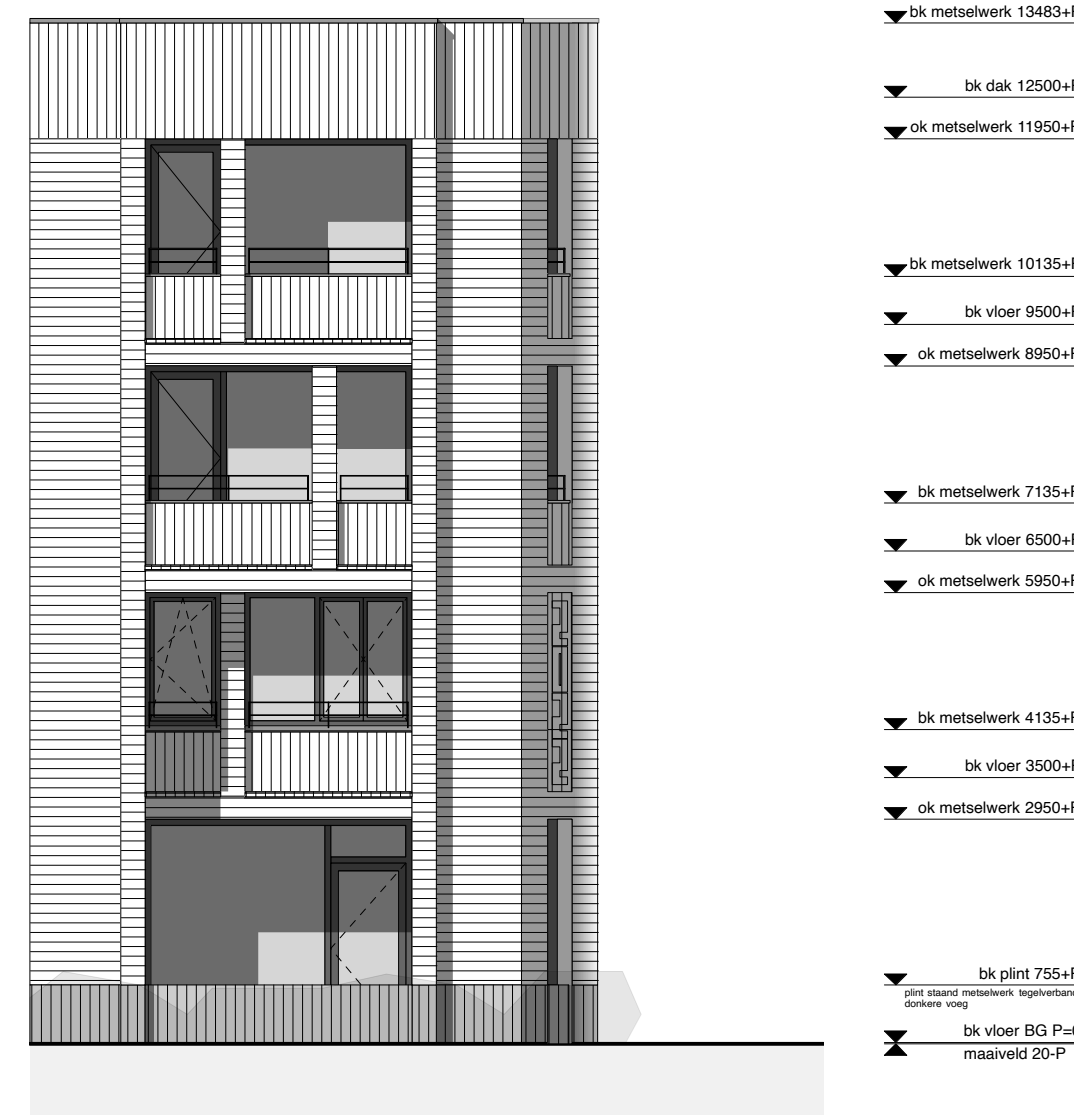 bk metselwerk 13483+P
bk dak 12500+P
ok metselwerk 11950+P
bk metselwerk 10135+P
bk vloer 9500+P
ok metselwerk 8950+P
bk metselwerk 7135+P
bk vloer 6500+P
ok metselwerk 5950+P
bk metselwerk 4135+P
bk vloer 3500+P
ok metselwerk 2950+P
bk plint 755+P
plint staand metselwerk tegelverband
donkere voeg
bk vloer BG P=0
maaiveld 20-P